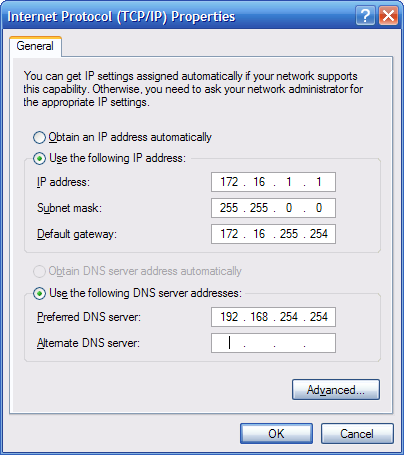 Internet Protocol (TCP/IP) Properties
General
You can get IP settings assigned automatically if your network supports
this capability. Otherwise, you need to ask your network administrator for
the appropriate IP settings.
Obtain an IP address automatically
Use the following IP address:
IP address: 172 . 16 . 1 . 1
Subnet mask: 255 . 255 . 0 . 0
Default gateway: 172 . 16 . 255 . 254
Obtain DNS server address automatically
Use the following DNS server addresses:
Preferred DNS server: 192 . 168 . 254 . 254
Alternate DNS server: . . .
Advanced...
OK Cancel